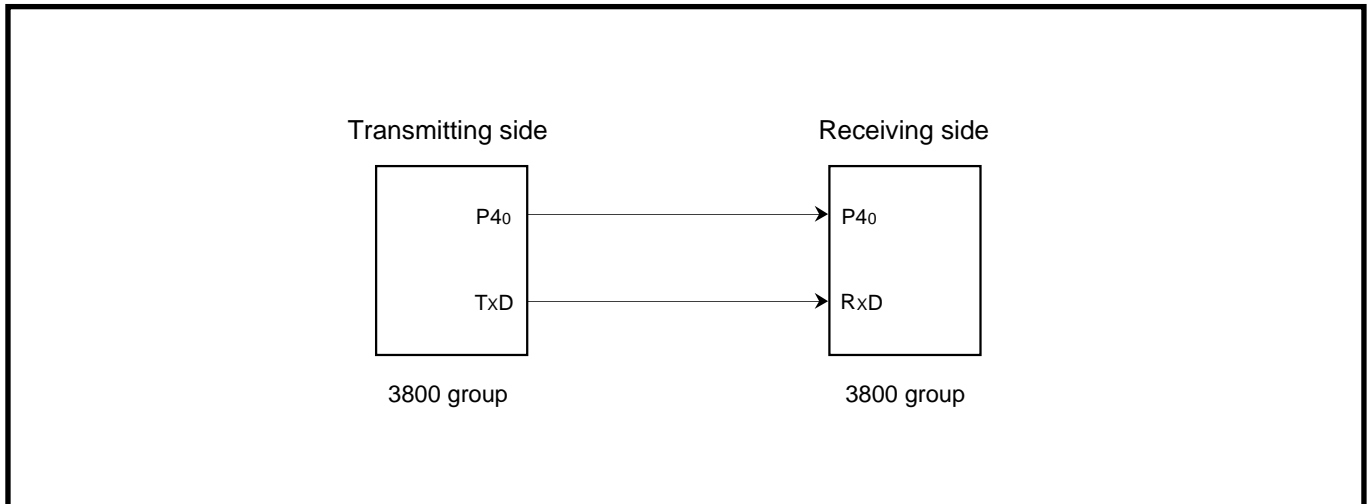 Transmitting side Receiving side
P40 P40
TxD RxD
3800 group 3800 group